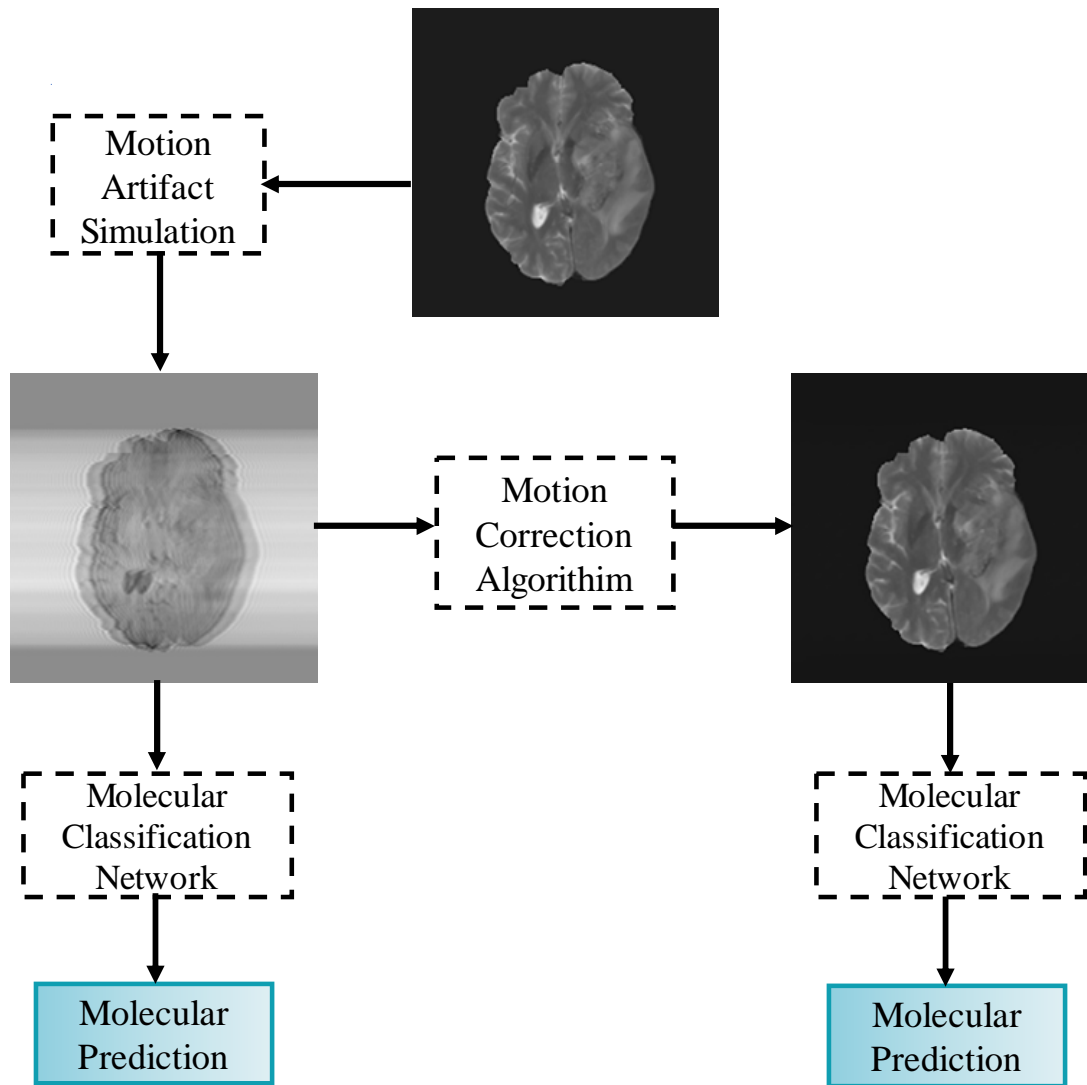 Motion
Artifact
Simulation
Motion
Correction
Algorithim
Molecular
Classification
Network
Molecular
Classification
Network
Molecular
Prediction
Molecular
Prediction